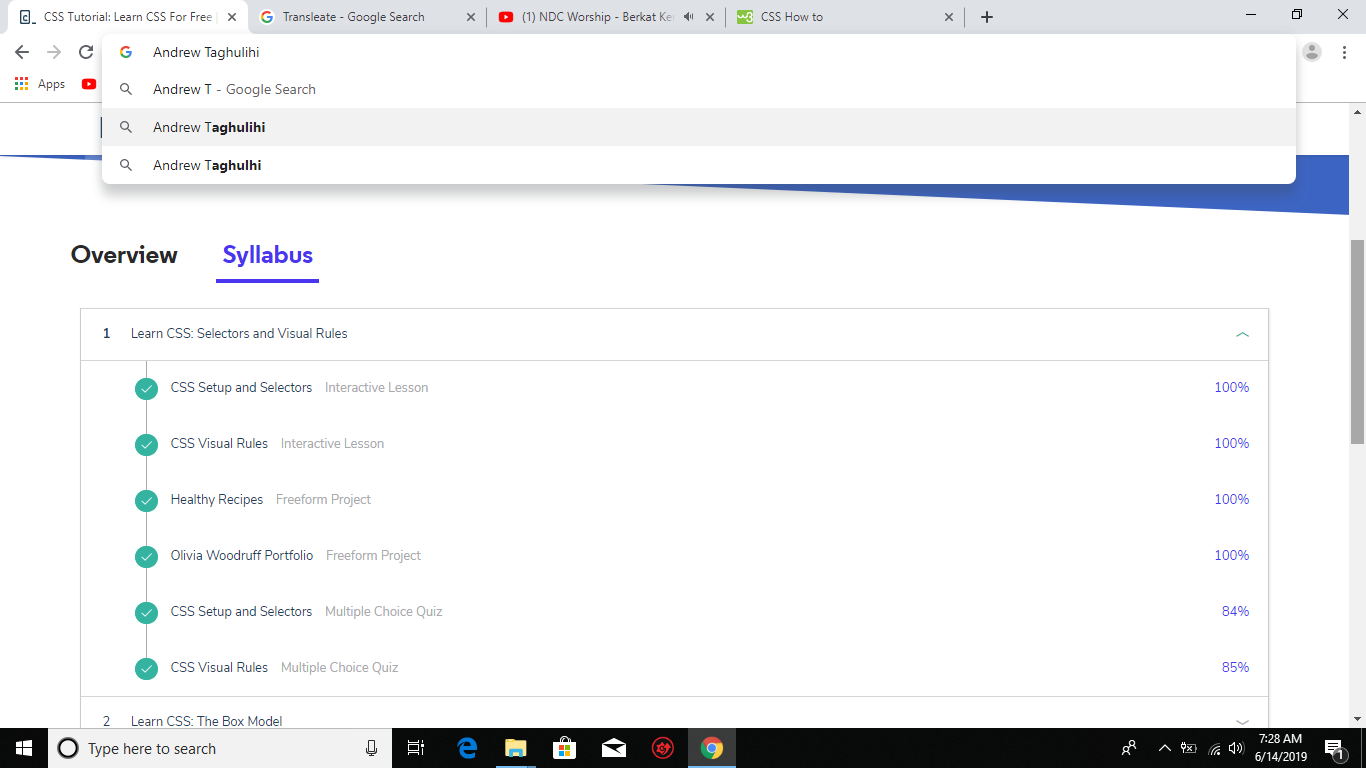 CSS Tutorial: Learn CSS For Free |
Transleate - Google Search
(1) NDC Worship - Berkat Ke
CSS How to
Andrew Taghulihi
Apps
Andrew T - Google Search
Andrew Taghulihi
Andrew Taghulhi
Overview
Syllabus
1 Learn CSS: Selectors and Visual Rules
CSS Setup and Selectors Interactive Lesson 100%
CSS Visual Rules Interactive Lesson 100%
Healthy Recipes Freeform Project 100%
Olivia Woodruff Portfolio Freeform Project 100%
CSS Setup and Selectors Multiple Choice Quiz 84%
CSS Visual Rules Multiple Choice Quiz 85%
2 Learn CSS: The Box Model
Type here to search
7:28 AM
6/14/2019
1